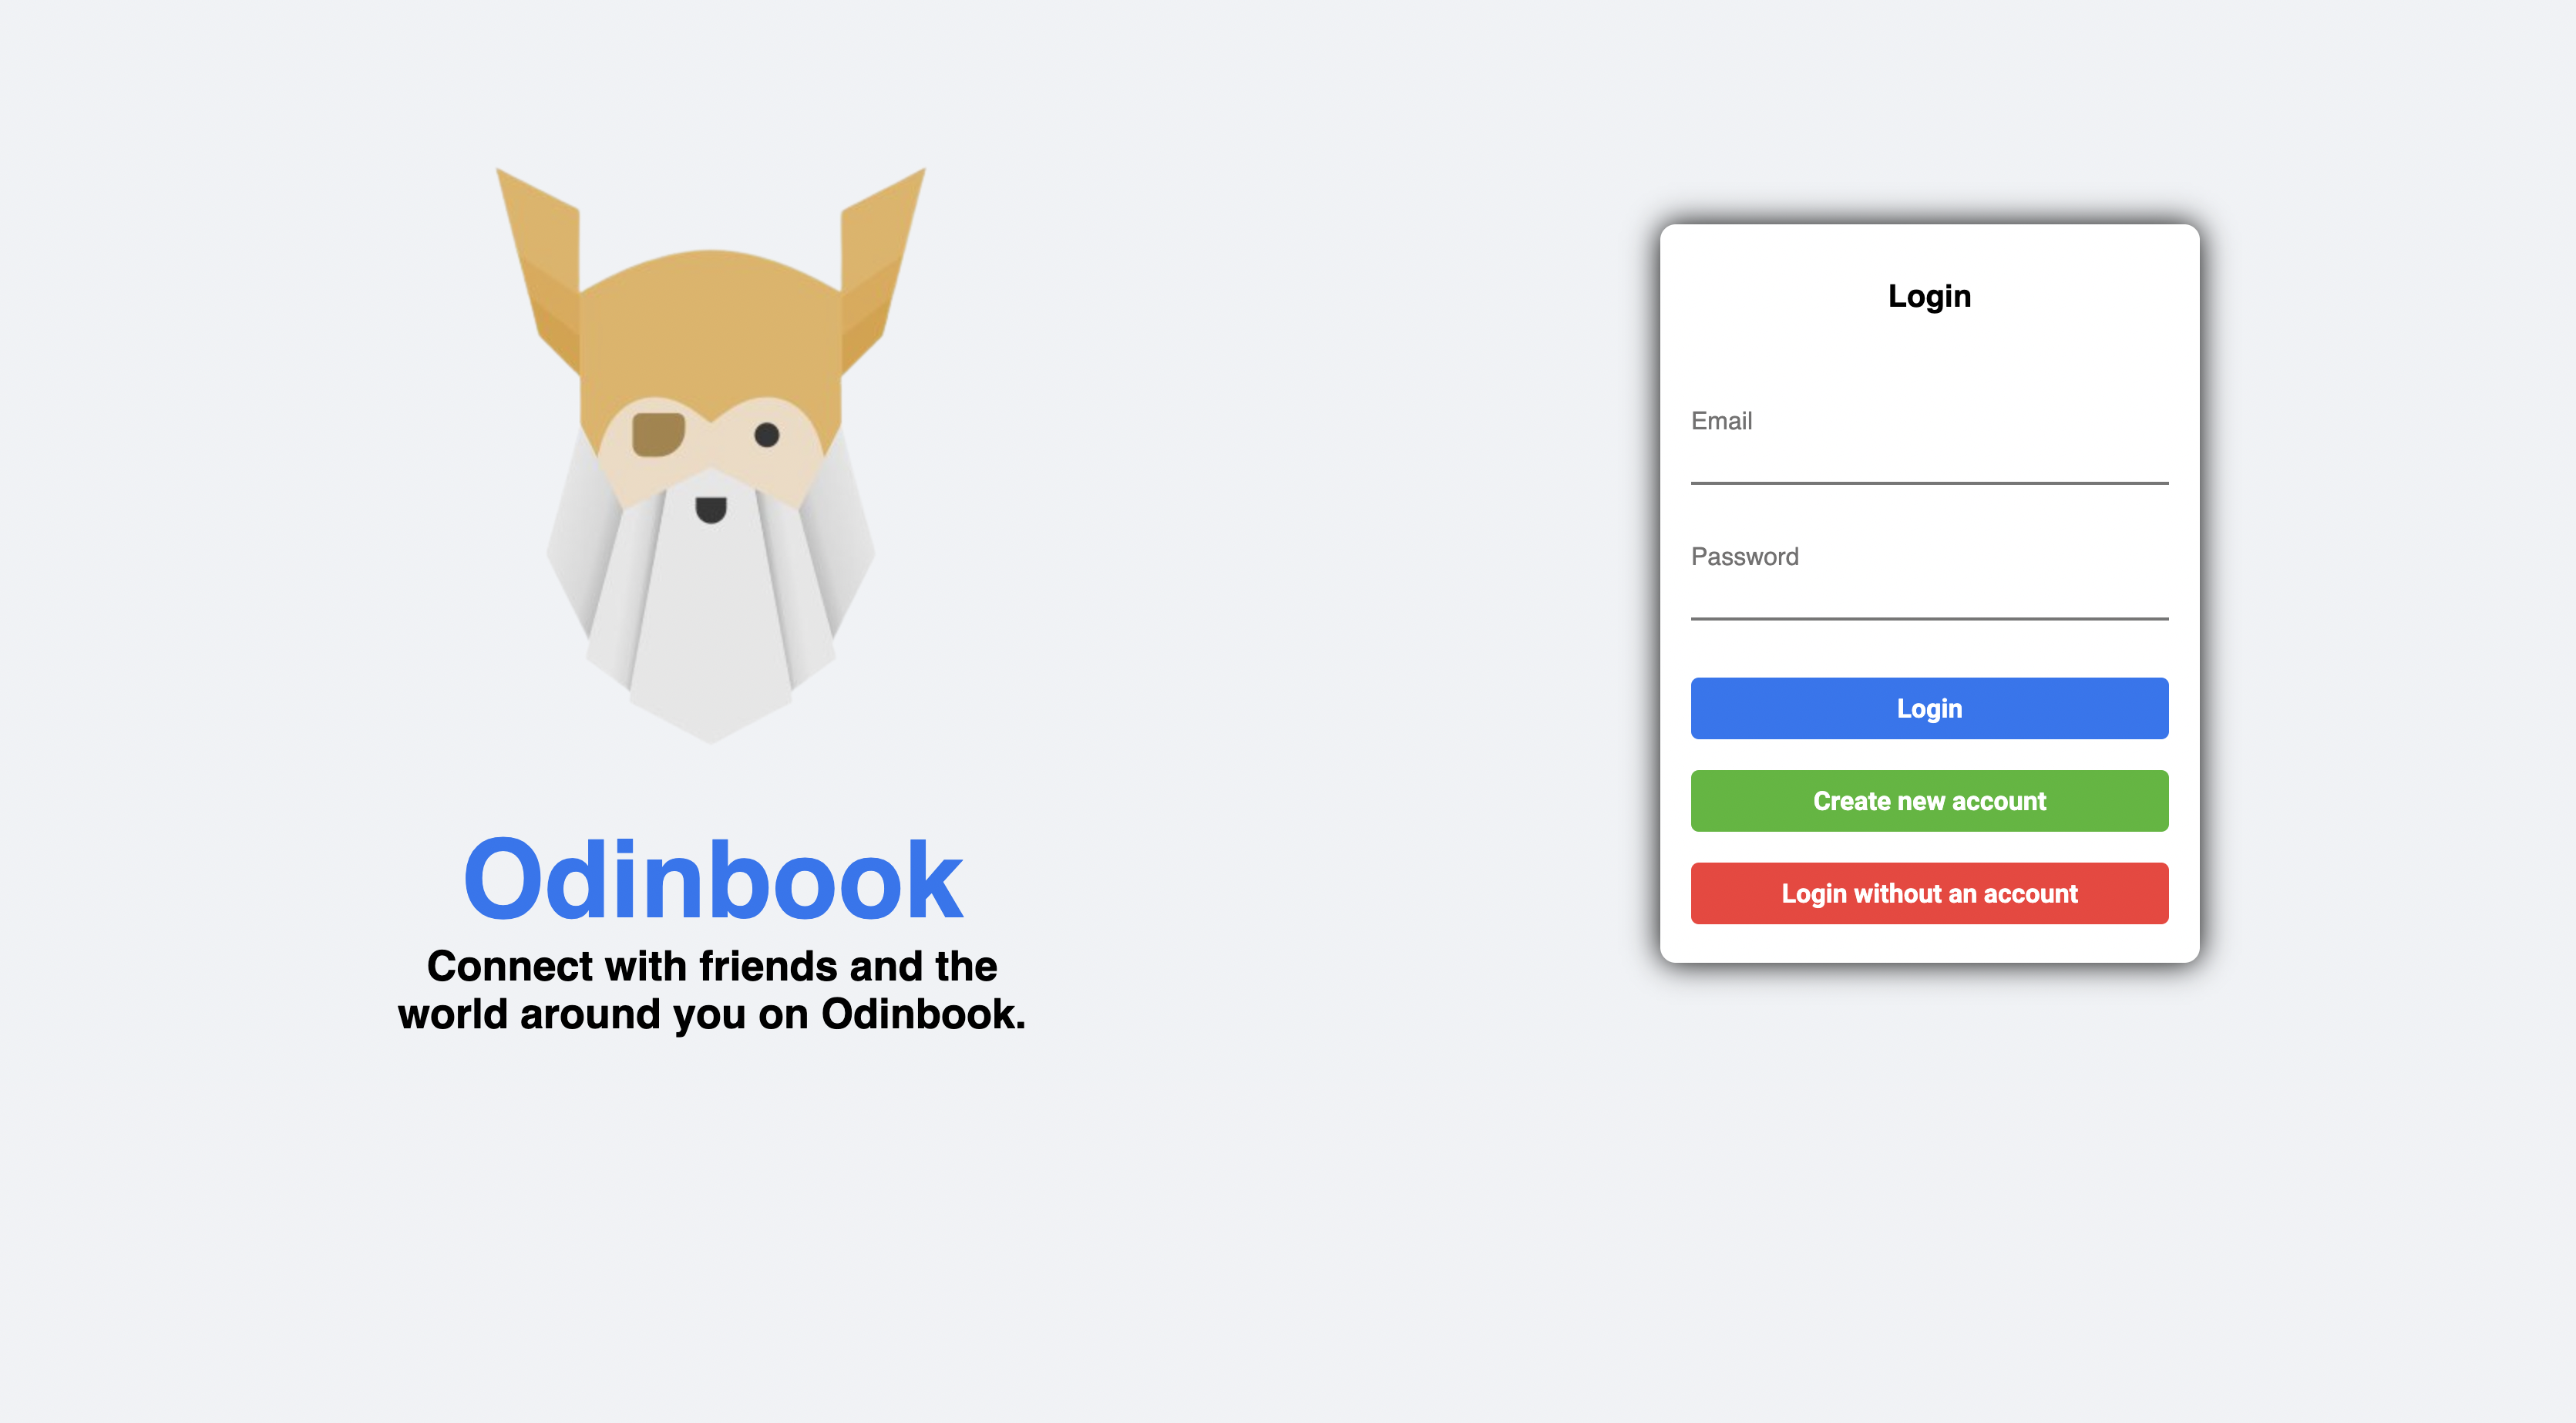 Odinbook
Connect with friends and the
world around you on Odinbook.
Login
Email
Password
Login
Create new account
Login without an account